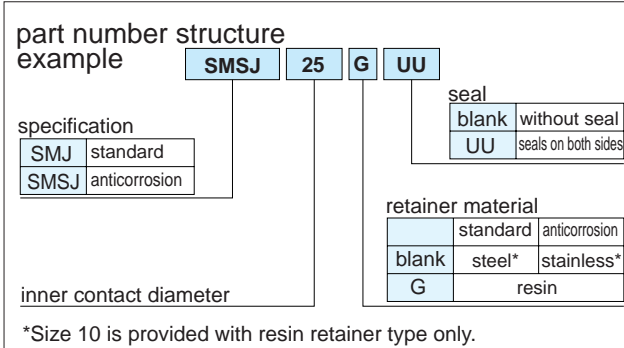 part number structure
example
SMSJ 25 G UU
seal
blank without seal
UU seals on both sides
specification
SMJ standard
SMSJ anticorrosion
retainer material
standard anticorrosion
blank steel* stainless*
G resin
inner contact diameter
*Size 10 is provided with resin retainer type only.